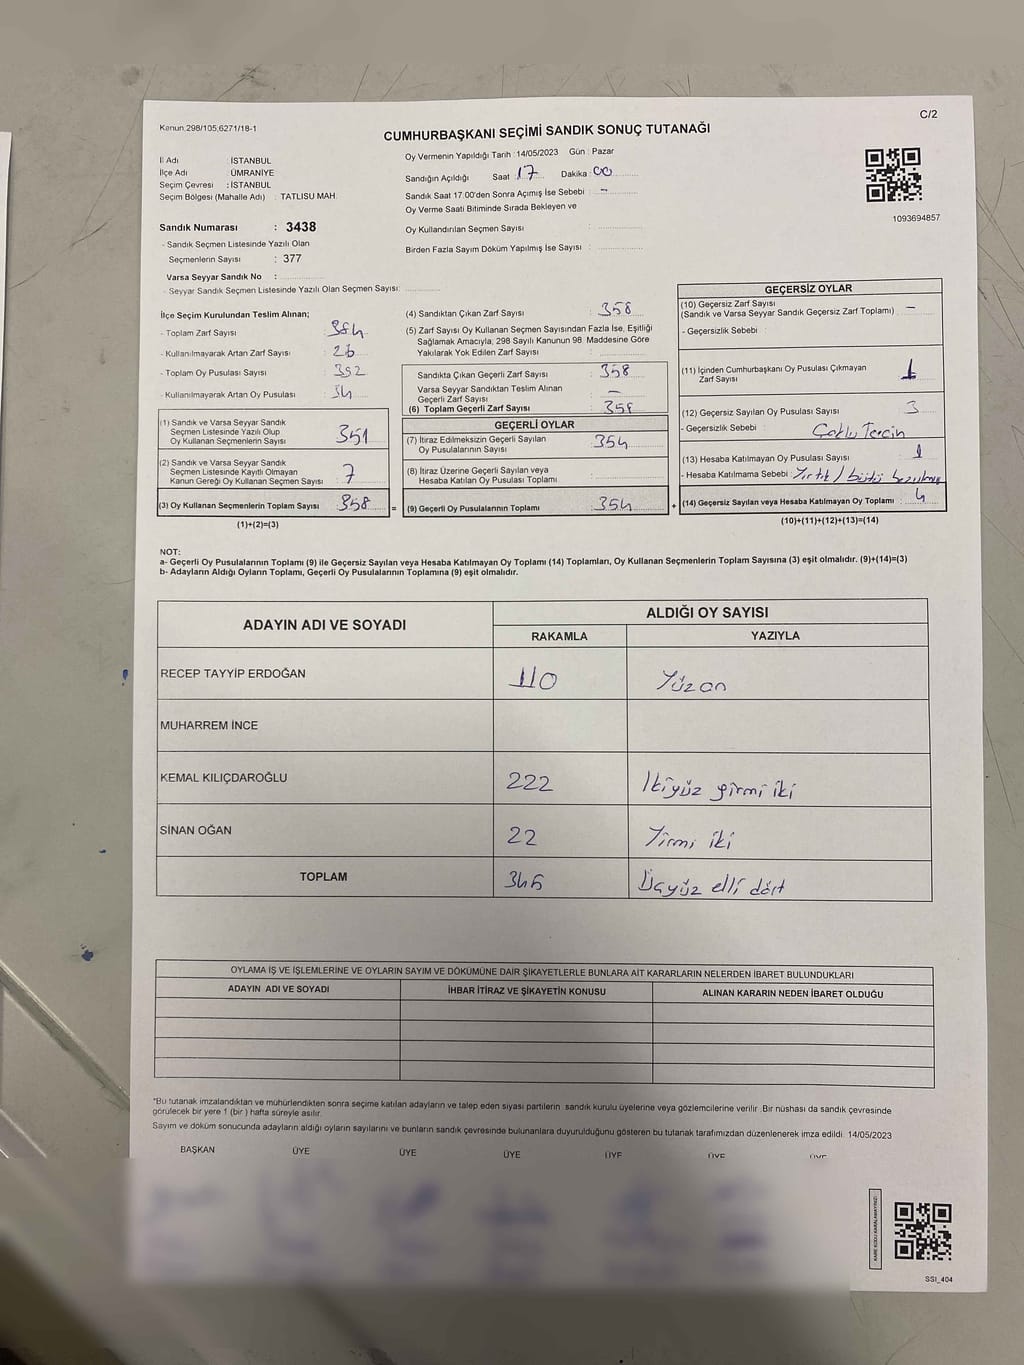 Kanun.298/105,6271/18-1
C/2
CUMHURBAŞKANI SEÇİMİ SANDIK SONUÇ TUTANAĞI
İl Adı : İSTANBUL
İlçe Adı : ÜMRANİYE
Seçim Çevresi : İSTANBUL
Seçim Bölgesi (Mahalle Adı) : TATLISU MAH.
Sandık Numarası : 3438
- Sandık Seçmen Listesinde Yazılı Olan
Seçmenlerin Sayısı : 377
Varsa Seyyar Sandık No :
- Seyyar Sandık Seçmen Listesinde Yazılı Olan Seçmen Sayısı:
Oy Vermenin Yapıldığı Tarih :14/05/2023 Gün : Pazar
Sandığın Açıldığı Saat : 17 Dakika : 00
Sandık Saat 17.00'den Sonra Açımış İse Sebebi : -
Oy Verme Saati Bitiminde Sırada Bekleyen ve
Oy Kullandırılan Seçmen Sayısı :
Birden Fazla Sayım Döküm Yapılmış İse Sayısı :
1093694857
İlçe Seçim Kurulundan Teslim Alınan;
- Toplam Zarf Sayısı : 384
- Kullanılmayarak Artan Zarf Sayısı : 26
- Toplam Oy Pusulası Sayısı : 392
- Kullanılmayarak Artan Oy Pusulası : 34
(1) Sandık ve Varsa Seyyar Sandık
Seçmen Listesinde Yazılı Olup
Oy Kullanan Seçmenlerin Sayısı : 351
(2) Sandık ve Varsa Seyyar Sandık
Seçmen Listesinde Kayıtlı Olmayan
Kanun Gereği Oy Kullanan Seçmen Sayısı : 7
(3) Oy Kullanan Seçmenlerin Toplam Sayısı : 358
(1)+(2)=(3)
=
(4) Sandıktan Çıkan Zarf Sayısı : 358
(5) Zarf Sayısı Oy Kullanan Seçmen Sayısından Fazla İse, Eşitliği
Sağlamak Amacıyla, 298 Sayılı Kanunun 98. Maddesine Göre
Yakılarak Yok Edilen Zarf Sayısı :
Sandıkta Çıkan Geçerli Zarf Sayısı : 358
Varsa Seyyar Sandıktan Teslim Alınan
Geçerli Zarf Sayısı : -
(6) Toplam Geçerli Zarf Sayısı : 358
GEÇERLİ OYLAR
(7) İtiraz Edilmeksizin Geçerli Sayılan
Oy Pusulalarının Sayısı : 354
(8) İtiraz Üzerine Geçerli Sayılan veya
Hesaba Katılan Oy Pusulası Toplamı :
(9) Geçerli Oy Pusulalarının Toplamı : 354
+
GEÇERSİZ OYLAR
(10) Geçersiz Zarf Sayısı
(Sandık ve Varsa Seyyar Sandık Geçersiz Zarf Toplamı) : -
- Geçersizlik Sebebi :
(11) İçinden Cumhurbaşkanı Oy Pusulası Çıkmayan
Zarf Sayısı :
(12) Geçersiz Sayılan Oy Pusulası Sayısı : 3
- Geçersizlik Sebebi : Çoklu Tercih
(13) Hesaba Katılmayan Oy Pusulası Sayısı : 1
- Hesaba Katılmama Sebebi : Yırtık / bozulmuş
(14) Geçersiz Sayılan veya Hesaba Katılmayan Oy Toplamı : 4
(10)+(11)+(12)+(13)=(14)
NOT:
a- Geçerli Oy Pusulalarının Toplamı (9) ile Geçersiz Sayılan veya Hesaba Katılmayan Oy Toplamı (14) Toplamları, Oy Kullanan Seçmenlerin Toplam Sayısına (3) eşit olmalıdır. (9)+(14)=(3)
b- Adayların Aldığı Oyların Toplamı, Geçerli Oy Pusulalarının Toplamına (9) eşit olmalıdır.
ADAYIN ADI VE SOYADI
ALDIĞI OY SAYISI
RAKAMLA YAZIYLA
RECEP TAYYİP ERDOĞAN 110 Yüzon
MUHARREM İNCE
KEMAL KILIÇDAROĞLU 222 İkiyüz yirmi iki
SİNAN OĞAN 22 Yirmi iki
TOPLAM Üçyüz elli dört
OYLAMA İŞ VE İŞLEMLERİNE VE OYLARIN SAYIM VE DÖKÜMÜNE DAİR ŞİKAYETLERLE BUNLARA AİT KARARLARIN NELERDEN İBARET BULUNDUKLARI
ADAYIN ADI VE SOYADI İHBAR İTİRAZ VE ŞİKAYETİN KONUSU ALINAN KARARIN NEDEN İBARET OLDUĞU
*Bu tutanak imzalandıktan ve mühürlendikten sonra seçime katılan adayların ve talep eden siyasi partilerin sandık kurulu üyelerine veya gözlemcilerine verilir. Bir nüshası da sandık çevresinde
görülecek bir yere 1 (bir ) hafta süreyle asılır.
Sayım ve döküm sonucunda adayların aldığı oyların sayılarını ve bunların sandık çevresinde bulunanlara duyurulduğunu gösteren bu tutanak tarafımızdan düzenlenerek imza edildi. 14/05/2023
BAŞKAN ÜYE ÜYE ÜYE ÜYE ÜYE ÜYE
KARE KODU KARALAMAYINIZ!
SSI_404